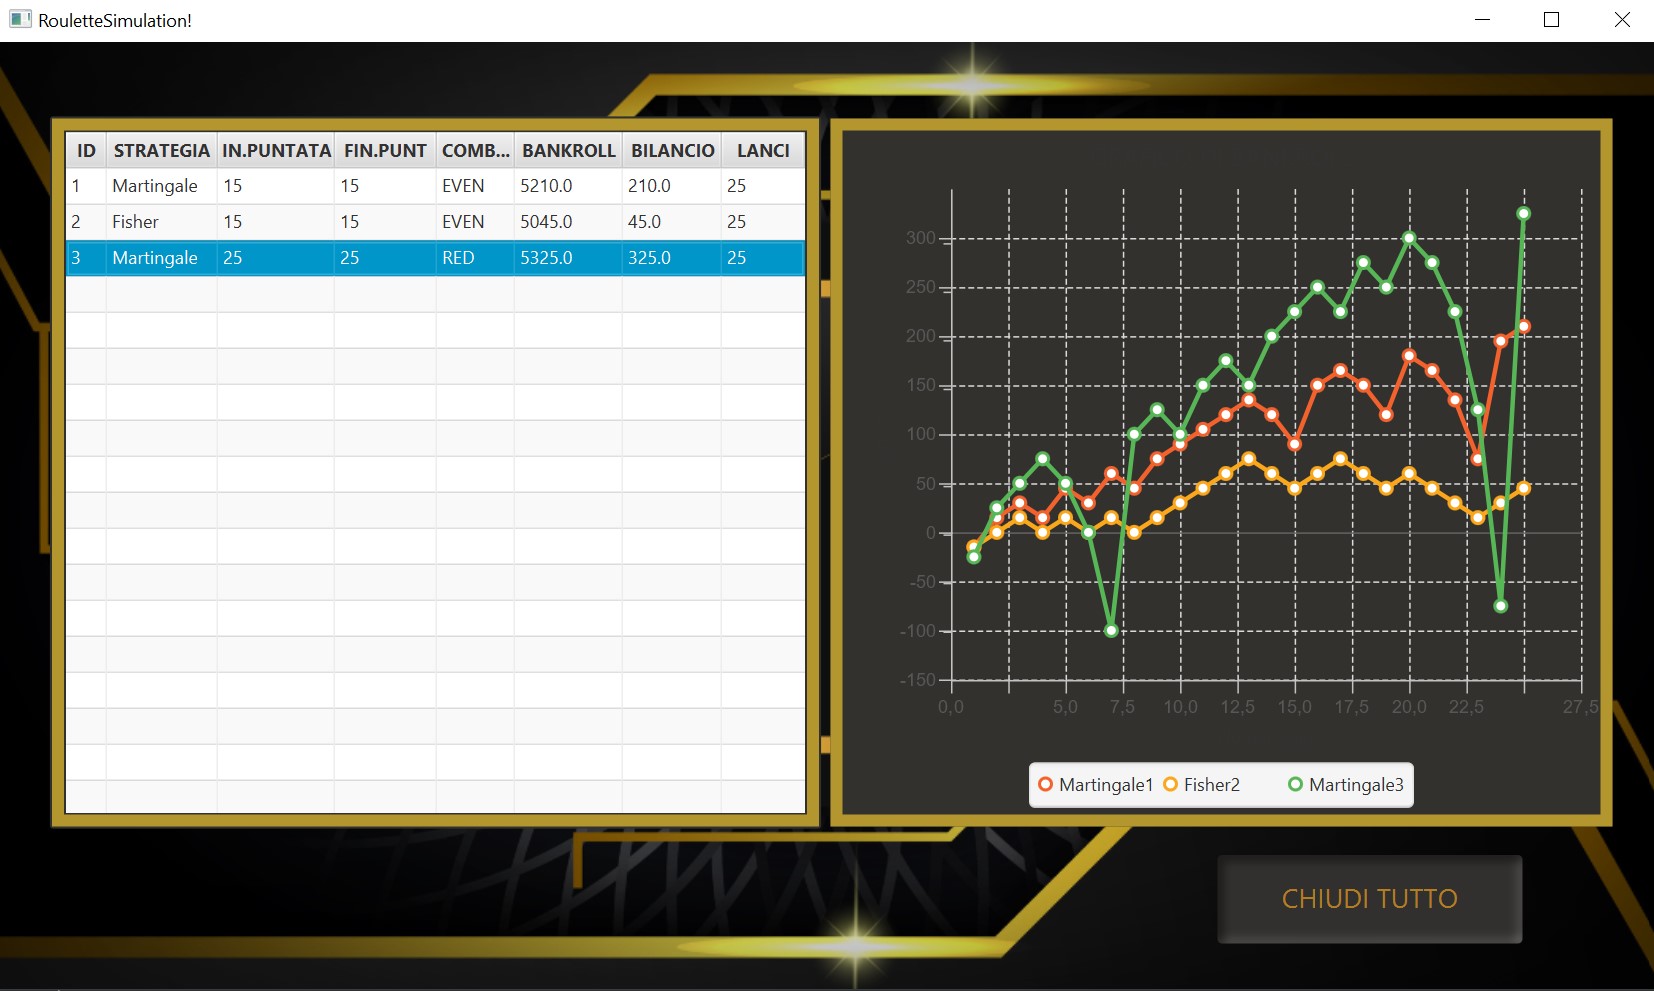 RouletteSimulation!
ID STRATEGIA IN.PUNTATA FIN.PUNT COMB... BANKROLL BILANCIO LANCI
1 Martingale 15 15 EVEN 5210.0 210.0 25
2 Fisher 15 15 EVEN 5045.0 45.0 25
3 Martingale 25 25 RED 5325.0 325.0 25
300
250
200
150
100
50
0
-50
-100
-150
0,0 5,0 7,5 10,0 12,5 15,0 17,5 20,0 22,5 27,5
Martingale1 Fisher2 Martingale3
CHIUDI TUTTO